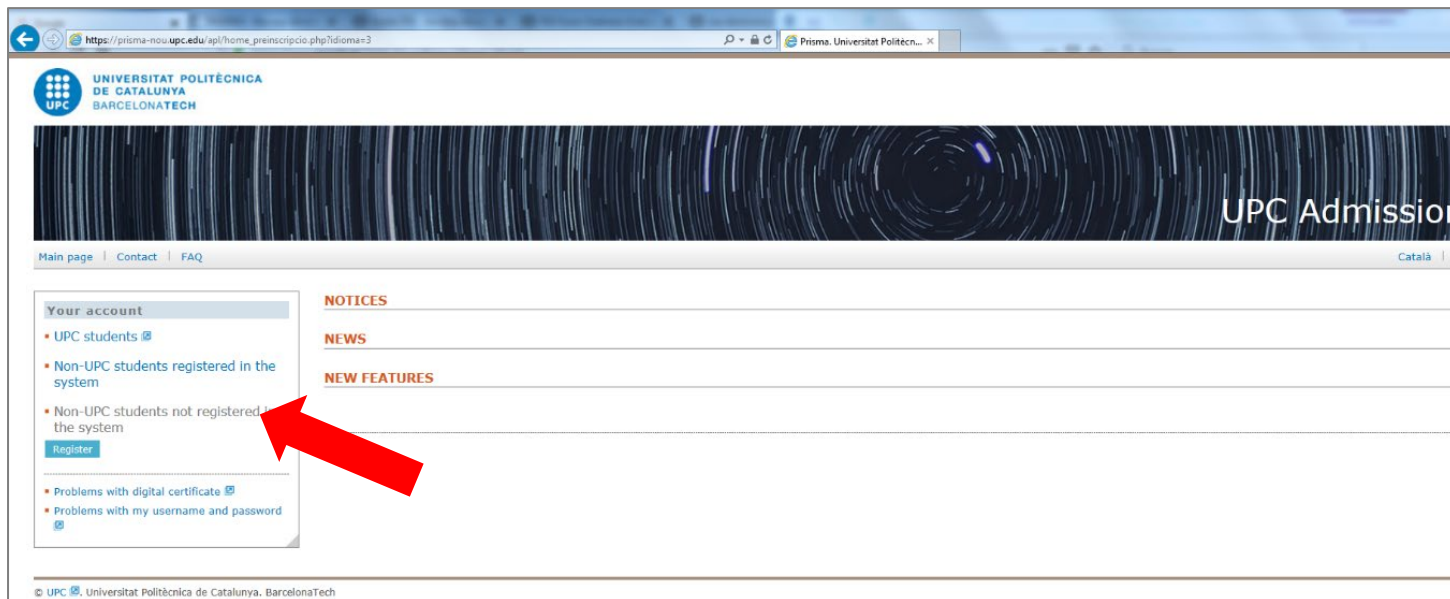 https://prisma-nou.upc.edu/apl/home_preinscripcio.php?idioma=3
Prisma. Universitat Politècn...
UNIVERSITAT POLITÈCNICA
DE CATALUNYA
BARCELONATECH
UPC
UPC Admission
Main page | Contact | FAQ
Català |
Your account
UPC students
Non-UPC students registered in the
system
Non-UPC students not registered
the system
Register
Problems with digital certificate
Problems with my username and password
NOTICES
NEWS
NEW FEATURES
© UPC . Universitat Politècnica de Catalunya. BarcelonaTech